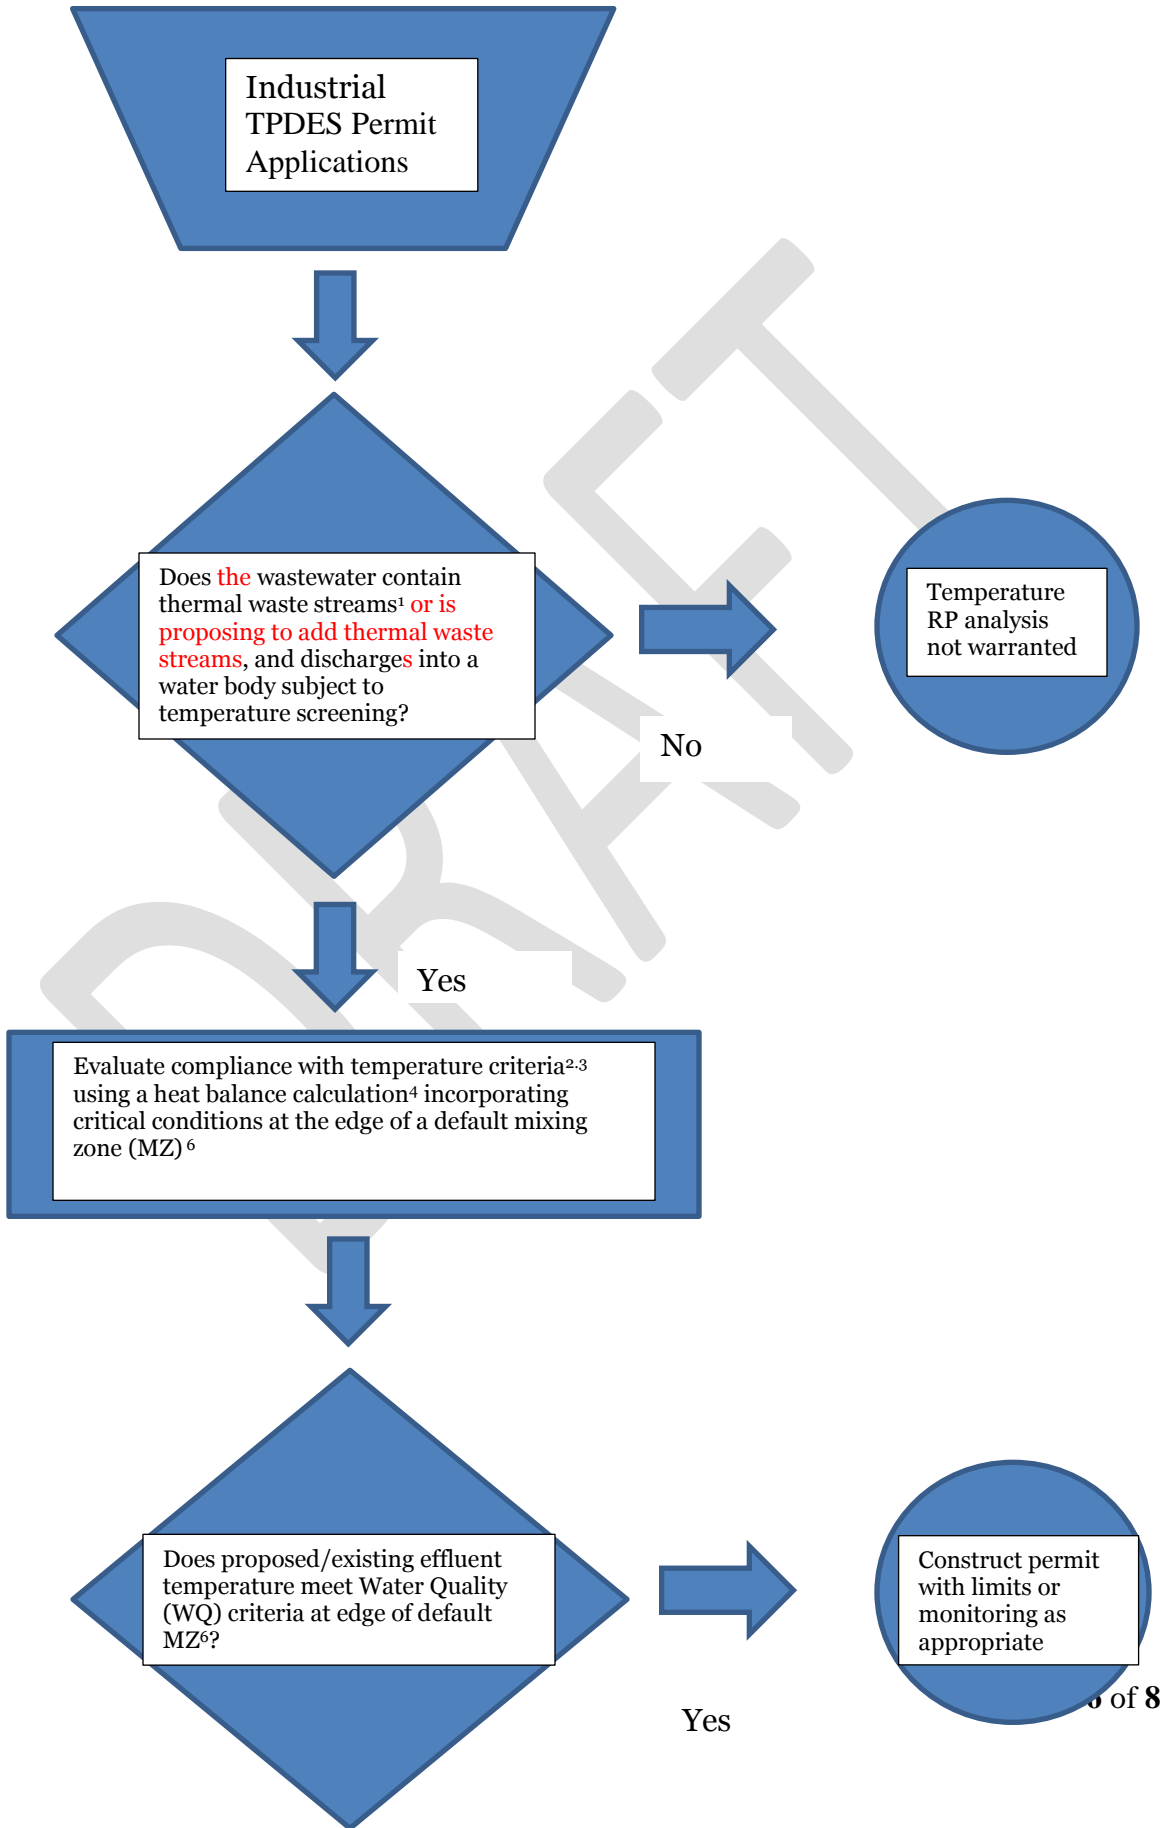 Industrial
TPDES Permit
Applications
Does the wastewater contain
thermal waste streams¹ or is
proposing to add thermal waste
streams, and discharges into a
water body subject to
temperature screening?
Temperature
RP analysis
not warranted
No
Yes
Evaluate compliance with temperature criteria²·³
using a heat balance calculation⁴ incorporating
critical conditions at the edge of a default mixing
zone (MZ) ⁶
Does proposed/existing effluent
temperature meet Water Quality
(WQ) criteria at edge of default
MZ⁶?
Construct permit
with limits or
monitoring as
appropriate
of 8
Yes
DRAFT